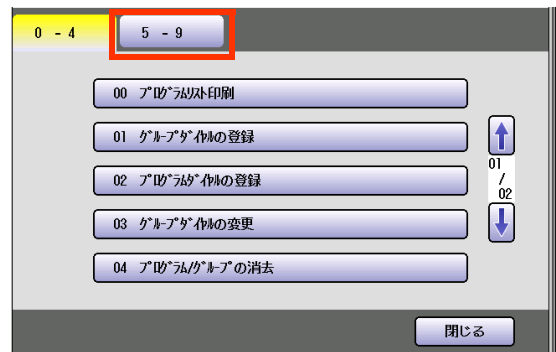 0 - 4
5 - 9
00 ﾌﾟﾛｸﾞﾗﾑﾘｽﾄ印刷
01 ｸﾞﾙｰﾌﾟﾀﾞｲﾔﾙの登録
02 ﾌﾟﾛｸﾞﾗﾑﾀﾞｲﾔﾙの登録
03 ｸﾞﾙｰﾌﾟﾀﾞｲﾔﾙの変更
04 ﾌﾟﾛｸﾞﾗﾑ/ｸﾞﾙｰﾌﾟの消去
01
/
02
閉じる